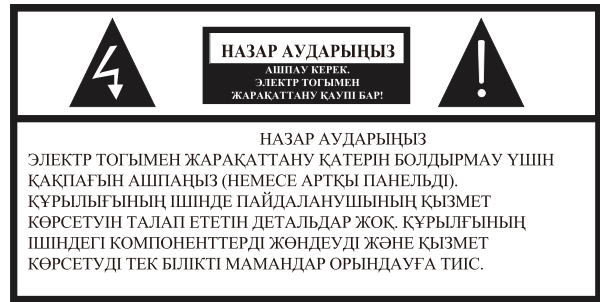 НАЗАР АУДАРЫҢЫЗ
АШПАУ КЕРЕК.
ЭЛЕКТР ТОГЫМЕН
ЖАРАҚАТТАНУ ҚАУПІ БАР!
НАЗАР АУДАРЫҢЫЗ
ЭЛЕКТР ТОГЫМЕН ЖАРАҚАТТАНУ ҚАТЕРІН БОЛДЫРМАУ ҮШІН
ҚАҚПАҒЫН АШПАҢЫЗ (НЕМЕСЕ АРТҚЫ ПАНЕЛЬДІ).
ҚҰРЫЛЫҒЫНЫҢ ІШІНДЕ ПАЙДАЛАНУШЫНЫҢ ҚЫЗМЕТ
КӨРСЕТУІН ТАЛАП ЕТЕТІН ДЕТАЛЬДАР ЖОҚ. ҚҰРЫЛҒЫНЫҢ
ІШІНДЕГІ КОМПОНЕНТТЕРДІ ЖӨНДЕУДІ ЖӘНЕ ҚЫЗМЕТ
КӨРСЕТУДІ ТЕК БІЛІКТІ МАМАНДАР ОРЫНДАУҒА ТИІС.